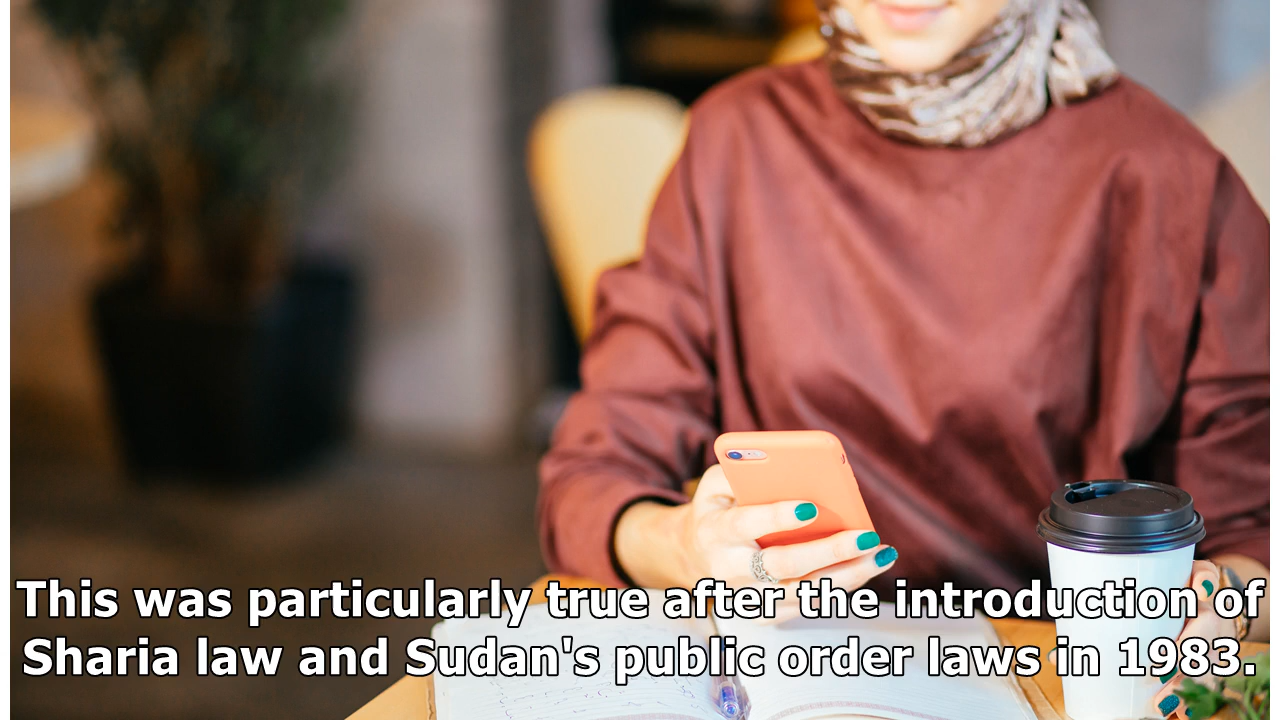 This was particularly true after the introduction of
Sharia law and Sudan's public order laws in 1983.